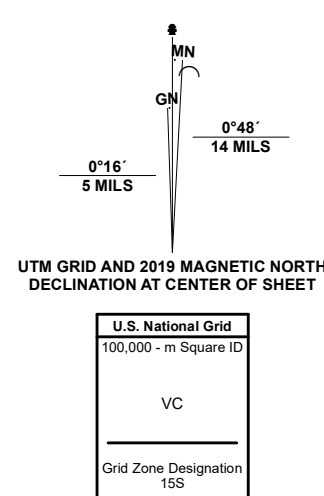 MN
GN
0°48´
14 MILS
0°16´
5 MILS
UTM GRID AND 2019 MAGNETIC NORTH
DECLINATION AT CENTER OF SHEET
U.S. National Grid
100,000 - m Square ID
VC
Grid Zone Designation
15S